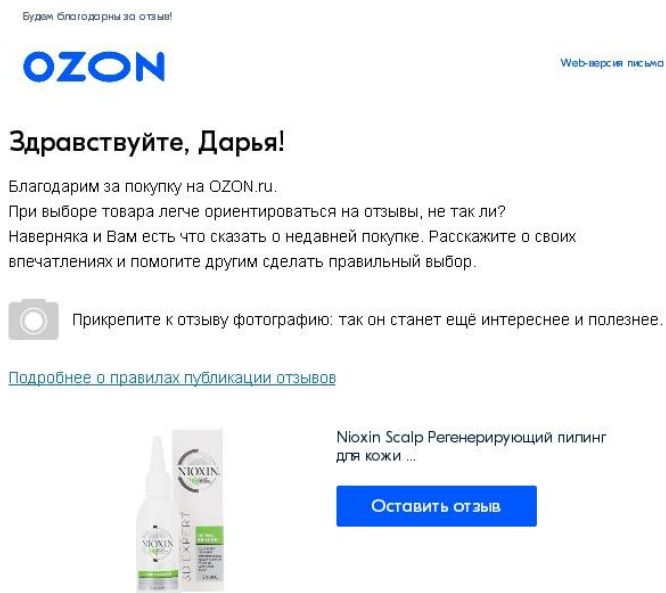 Будем благодарны за отзыв!
OZON
Web-версия письма
Здравствуйте, Дарья!
Благодарим за покупку на OZON.ru.
При выборе товара легче ориентироваться на отзывы, не так ли?
Наверняка и Вам есть что сказать о недавней покупке. Расскажите о своих
впечатлениях и помогите другим сделать правильный выбор.
Прикрепите к отзыву фотографию: так он станет ещё интереснее и полезнее.
Подробнее о правилах публикации отзывов
Nioxin Scalp Регенерирующий пилинг
для кожи ...
Оставить отзыв
NIOXIN
NIOXIN
3D EXPERT